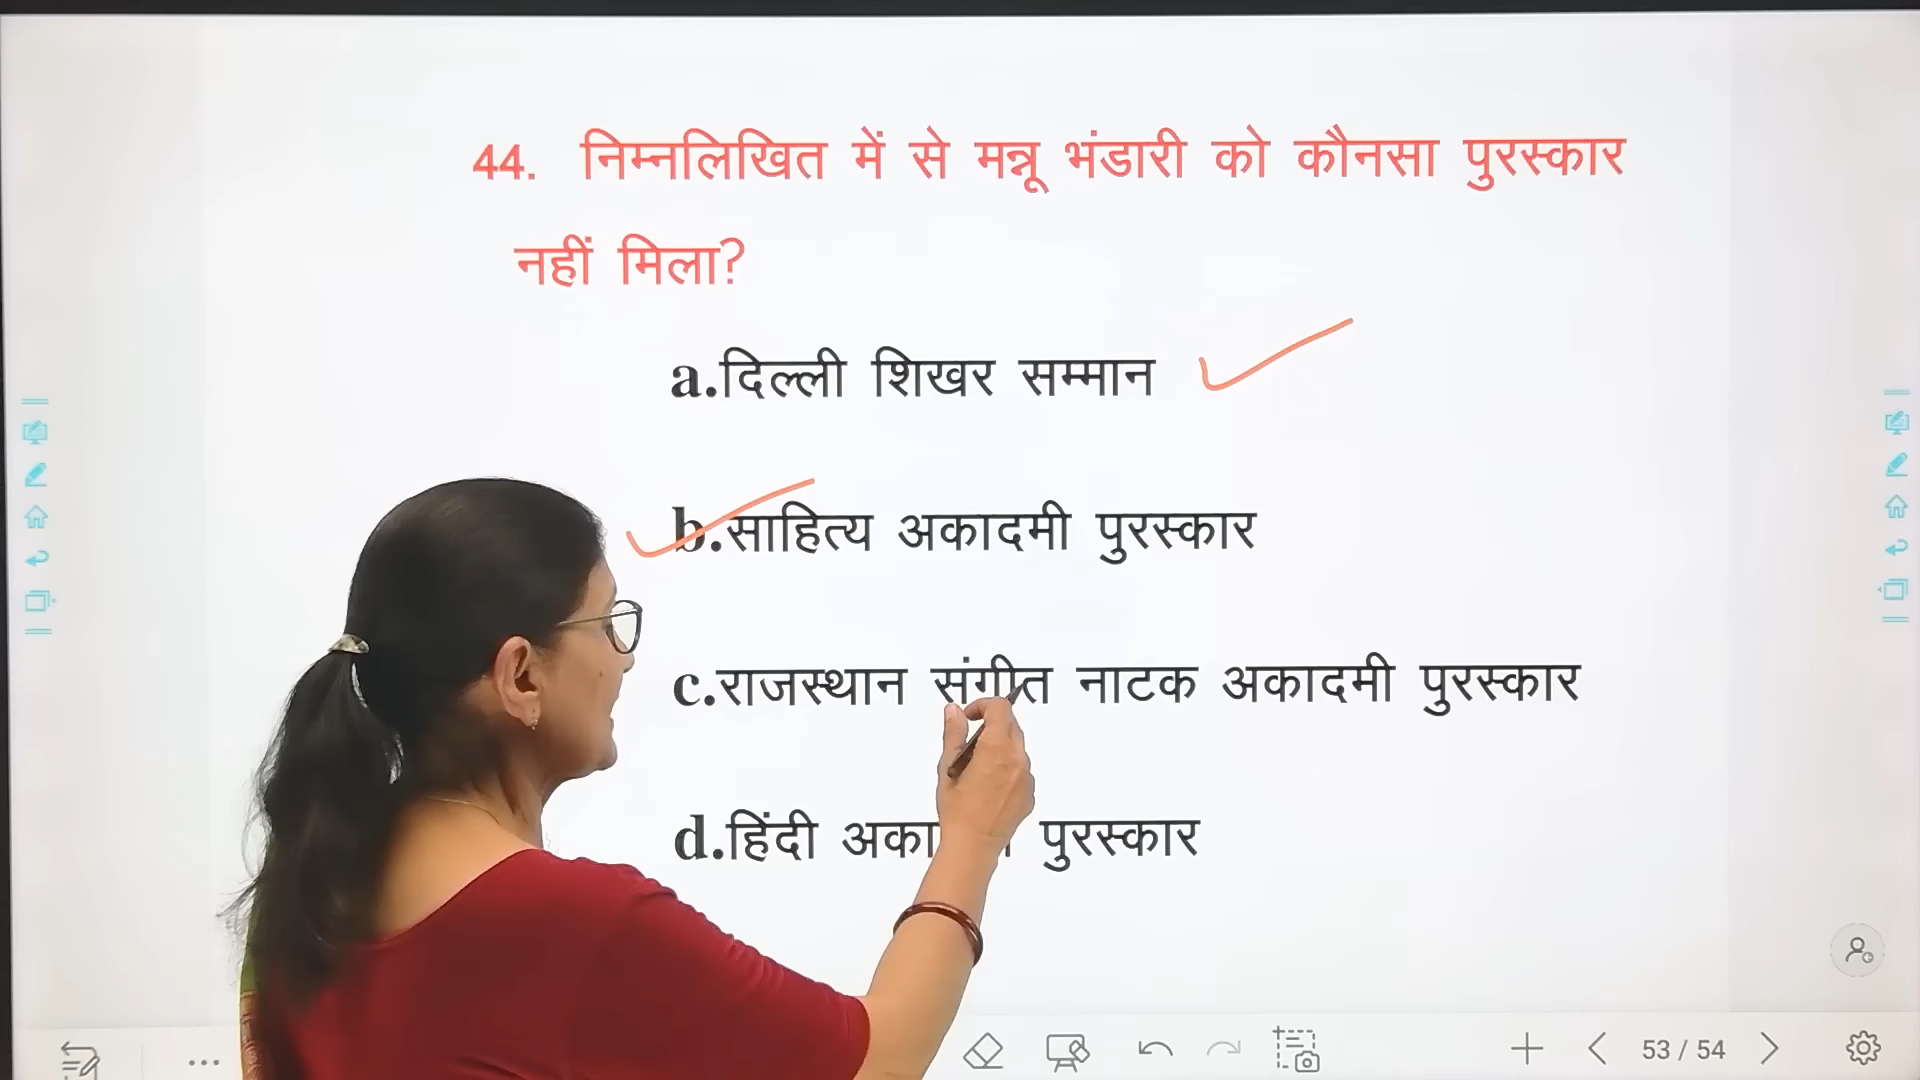 44. निम्नलिखित में से मन्नू भंडारी को कौनसा पुरस्कार
नहीं मिला?
a.दिल्ली शिखर सम्मान
b.साहित्य अकादमी पुरस्कार
c.राजस्थान संगीत नाटक अकादमी पुरस्कार
d.हिंदी पुरस्कार
53 / 54